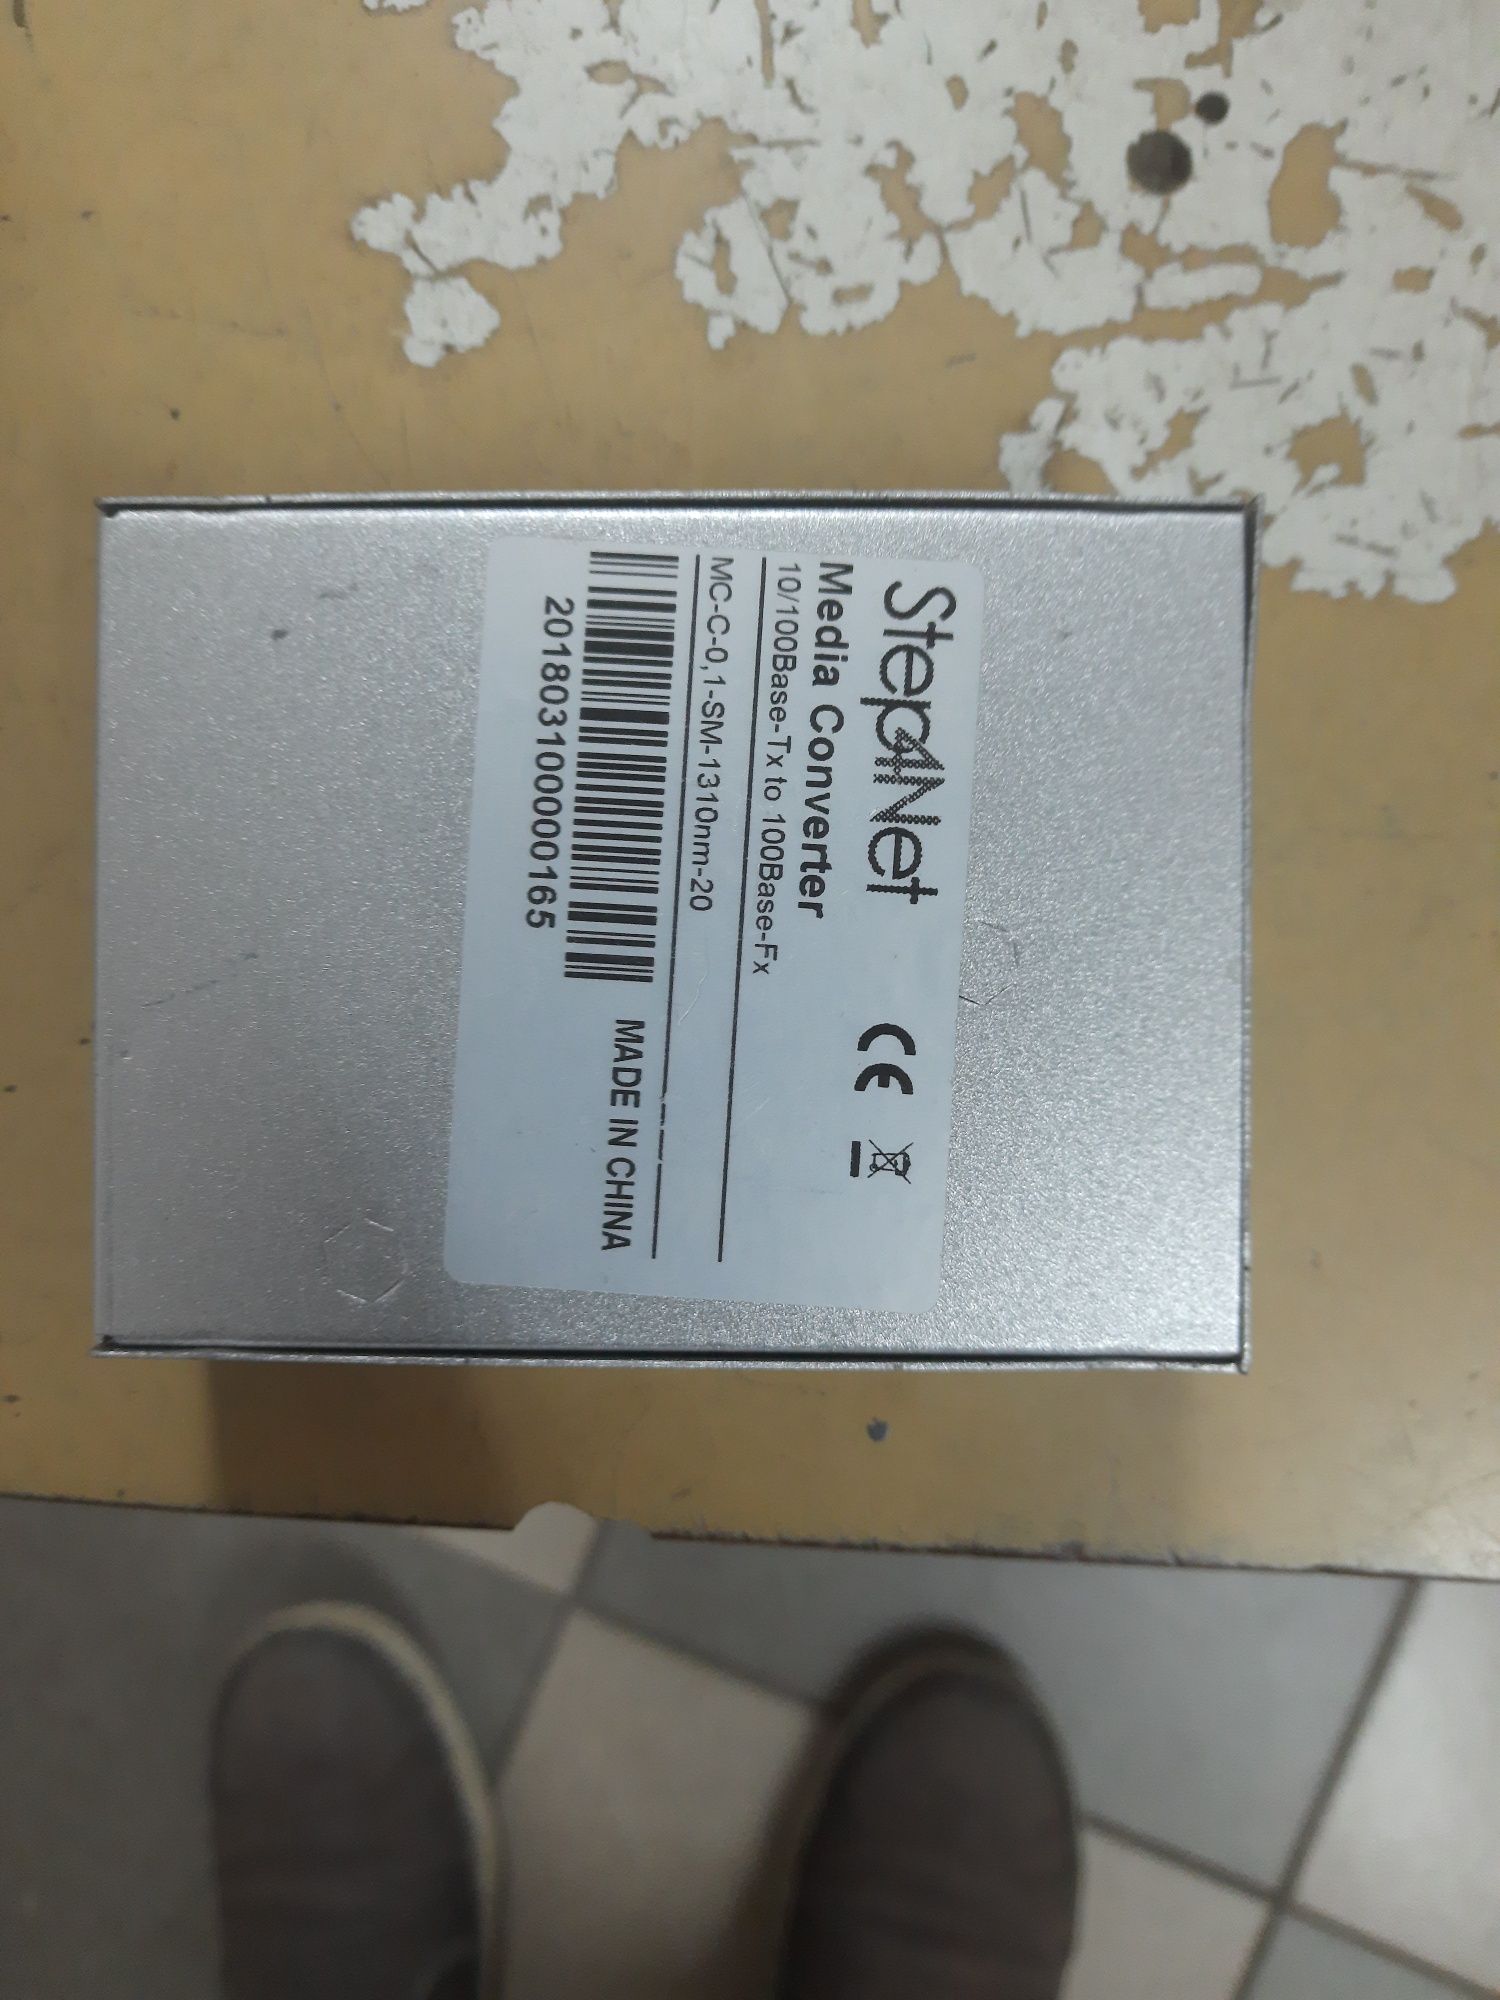 Step4Net
Media Converter
10/100Base-Tx to 100Base-Fx
MC-C-0,1-SM-1310nm-20
201803100000165
MADE IN CHINA
CE